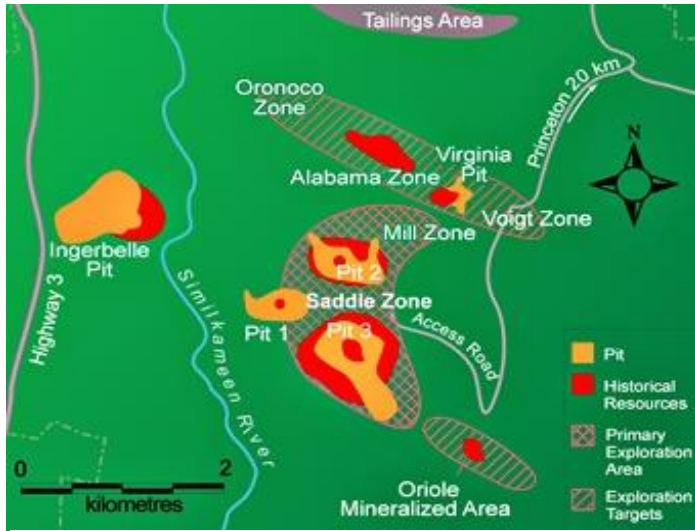 Tailings Area
Oronoco
Zone
Princeton 20 km
N
Virginia
Pit
Alabama Zone
Voigt Zone
Mill Zone
Ingerbelle
Pit
Pit 2
Saddle Zone
Pit 1
Pit 3
Highway 3
Similkameen River
Access Road
Pit
Historical
Resources
Primary
Exploration
Area
Exploration
Targets
0 2
kilometres
Oriole
Mineralized Area